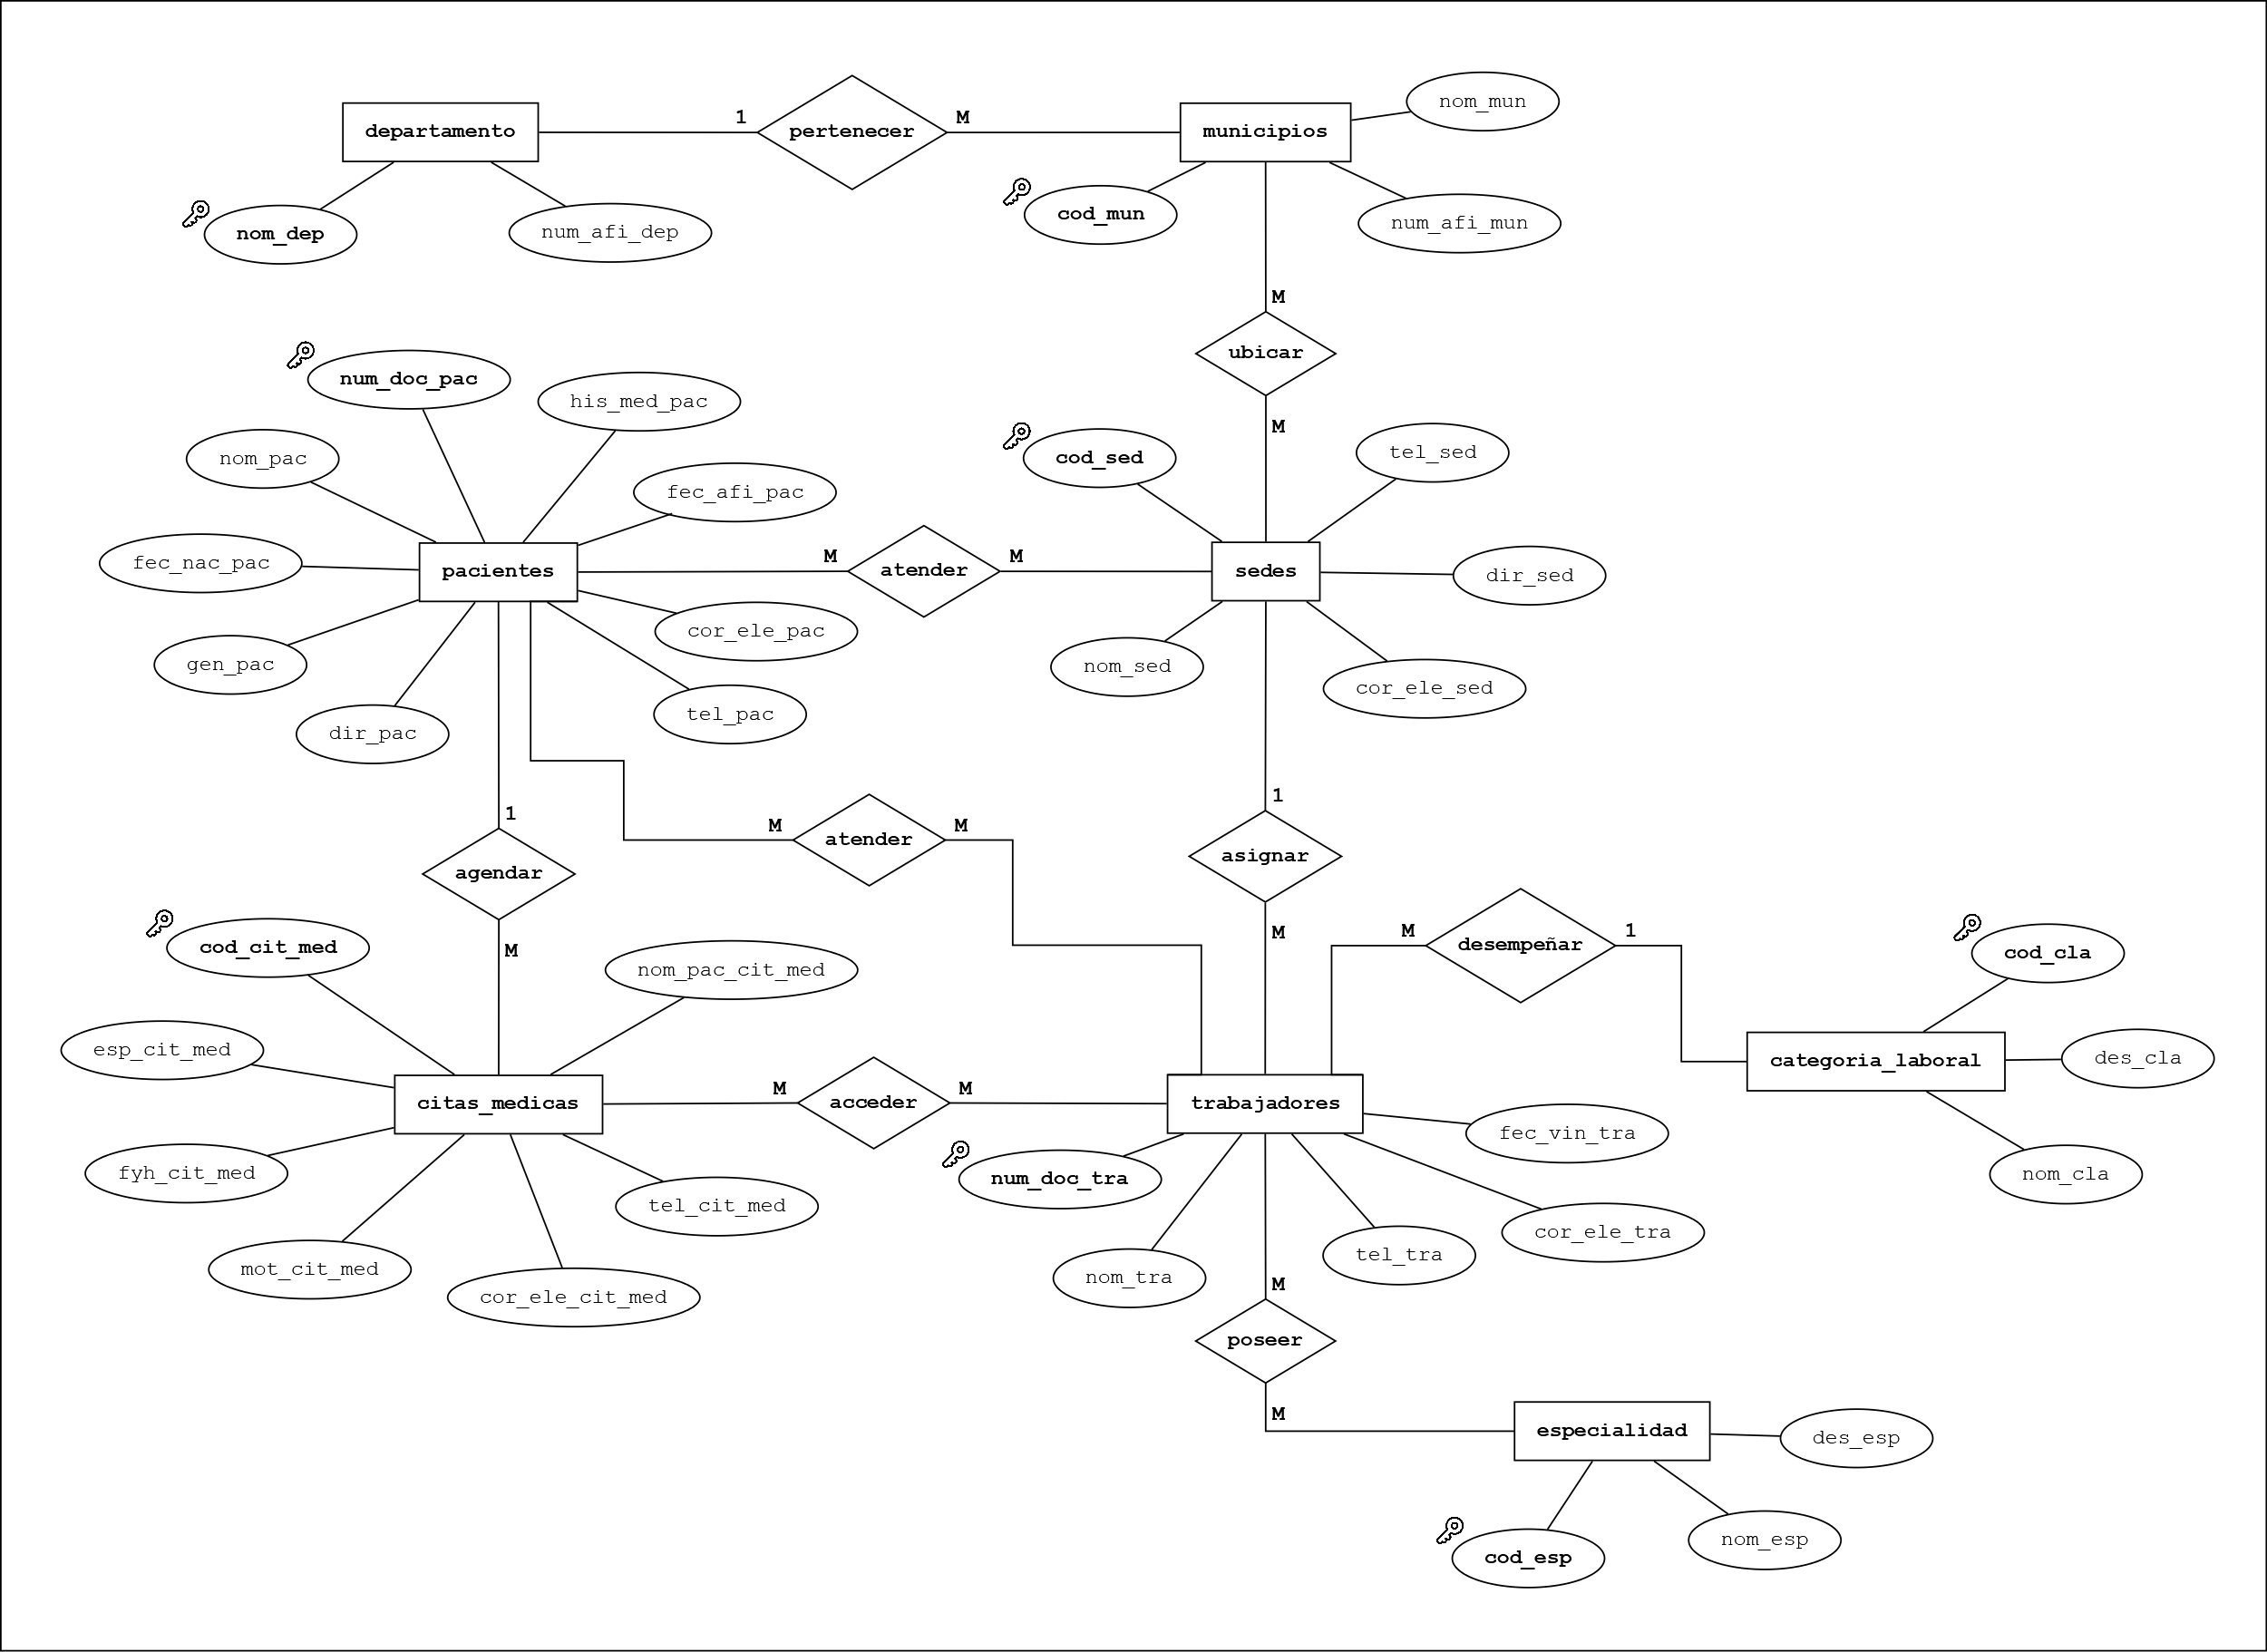 nom_mun
departamento
1
pertenecer
M
municipios
nom_dep
num_afi_dep
cod_mun
num_afi_mun
M
ubicar
M
num_doc_pac
his_med_pac
nom_pac
fec_afi_pac
cod_sed
tel_sed
fec_nac_pac
pacientes
M
atender
M
sedes
dir_sed
gen_pac
cor_ele_pac
nom_sed
cor_ele_sed
dir_pac
tel_pac
1
agendar
M
M
atender
M
1
asignar
M
M
desempeñar
1
cod_cit_med
nom_pac_cit_med
cod_cla
esp_cit_med
categoria_laboral
des_cla
citas_medicas
M
acceder
M
trabajadores
fec_vin_tra
fyh_cit_med
tel_cit_med
num_doc_tra
nom_cla
mot_cit_med
cor_ele_cit_med
nom_tra
tel_tra
cor_ele_tra
M
poseer
M
especialidad
des_esp
cod_esp
nom_esp